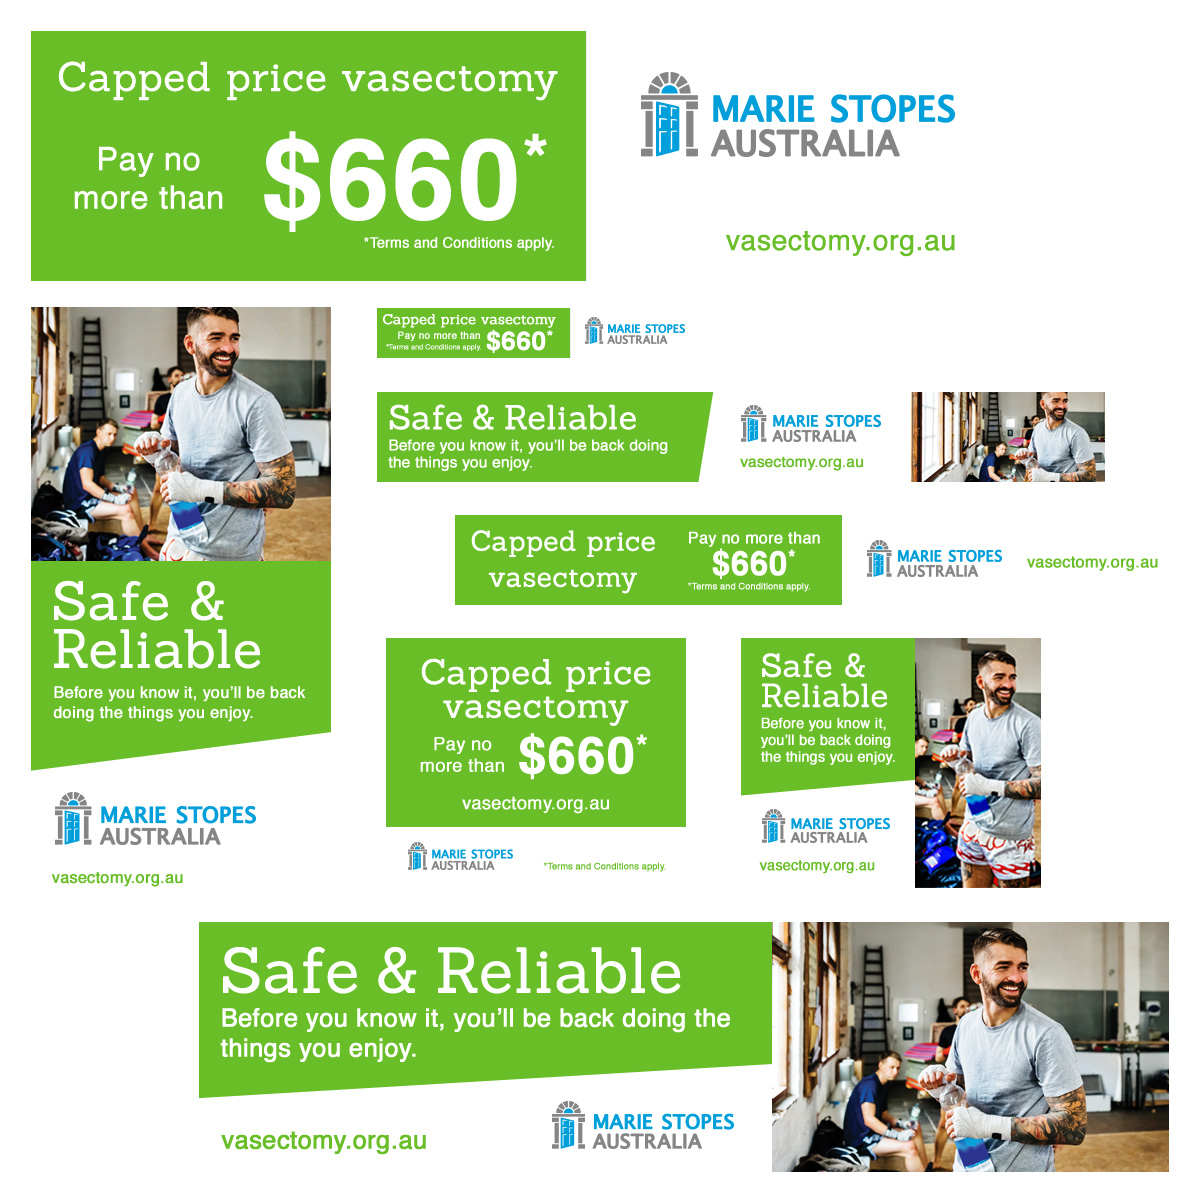 Capped price vasectomy
Pay no
more than
$660*
*Terms and Conditions apply.
MARIE STOPES
AUSTRALIA
vasectomy.org.au
Safe &
Reliable
Before you know it, you'll be back
doing the things you enjoy.
MARIE STOPES
AUSTRALIA
vasectomy.org.au
Capped price vasectomy
Pay no more than
*Terms and Conditions apply.
$660*
MARIE STOPES
AUSTRALIA
Safe & Reliable
Before you know it, you'll be back doing
the things you enjoy.
MARIE STOPES
AUSTRALIA
vasectomy.org.au
Capped price
vasectomy
Pay no more than
$660*
*Terms and Conditions apply.
MARIE STOPES
AUSTRALIA
vasectomy.org.au
Capped price
vasectomy
Pay no
more than
$660*
vasectomy.org.au
MARIE STOPES
AUSTRALIA
*Terms and Conditions apply.
Safe &
Reliable
Before you know it,
you'll be back doing
the things you enjoy.
MARIE STOPES
AUSTRALIA
vasectomy.org.au
Safe & Reliable
Before you know it, you'll be back doing the
things you enjoy.
vasectomy.org.au
MARIE STOPES
AUSTRALIA